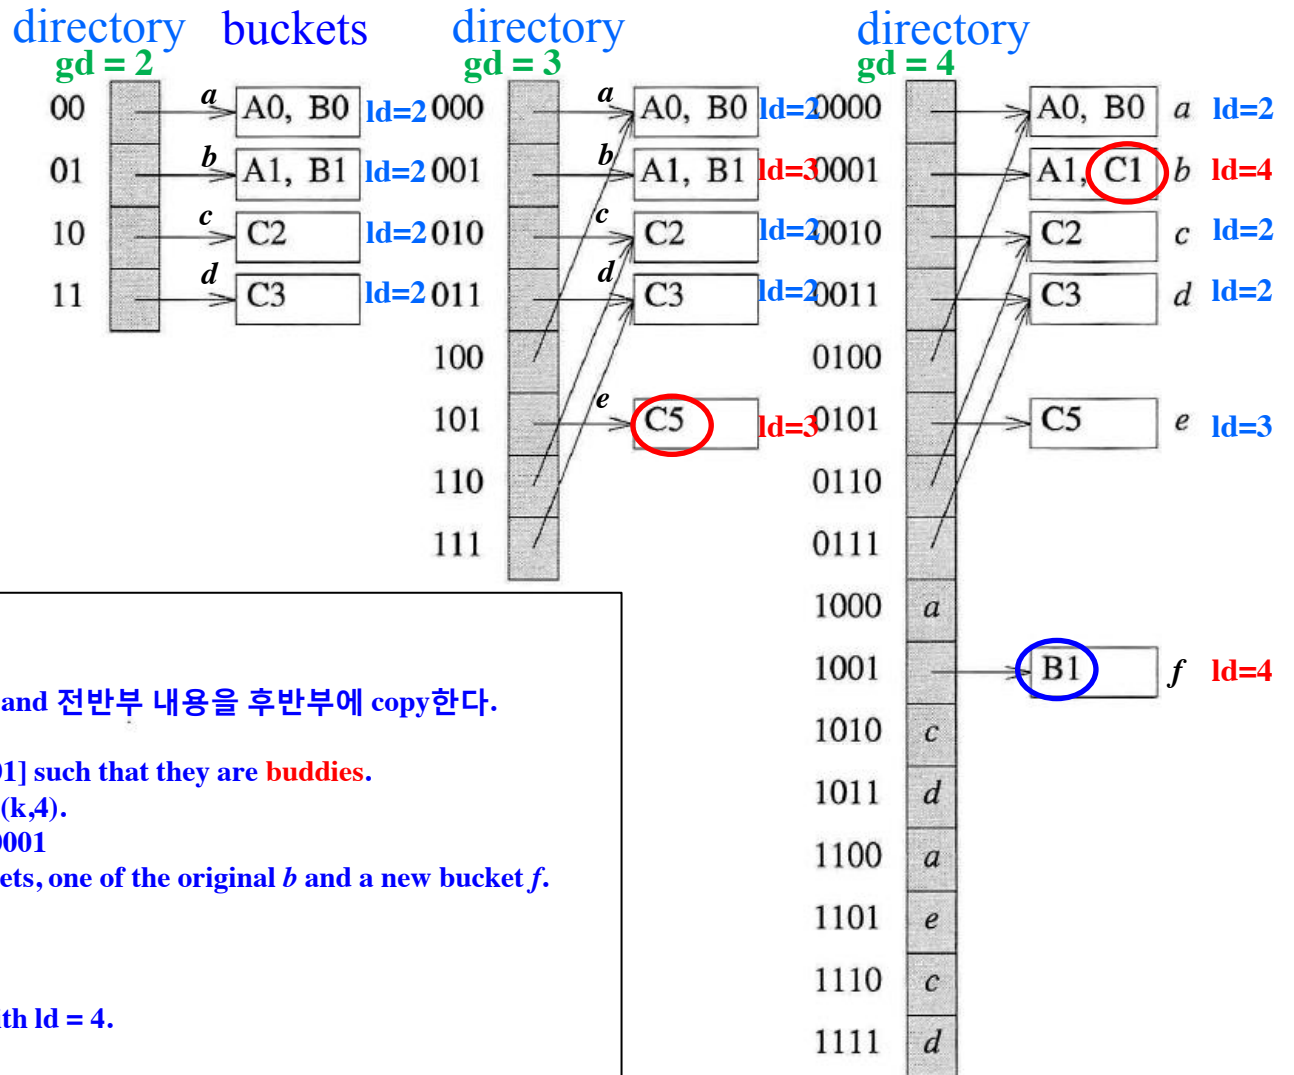 directory buckets directory directory
gd = 2 gd = 3 gd = 4
00 a A0, B0 ld=2 000 a A0, B0 ld=2 0000 A0, B0 a ld=2
01 b A1, B1 ld=2 001 b A1, B1 ld=3 0001 A1, C1 b ld=4
10 c C2 ld=2 010 c C2 ld=2 0010 C2 c ld=2
11 d C3 ld=2 011 d C3 ld=2 0011 C3 d ld=2
100 0100
101 e C5 ld=3 0101 C5 e ld=3
110 0110
111 0111
1000 a
1001 B1 f ld=4
and 전반부 내용을 후반부에 copy한다.
1010 c
01] such that they are buddies.
1011 d
(k,4).
0001
1100 a
ets, one of the original b and a new bucket f.
1101 e
1110 c
ith ld = 4.
1111 d